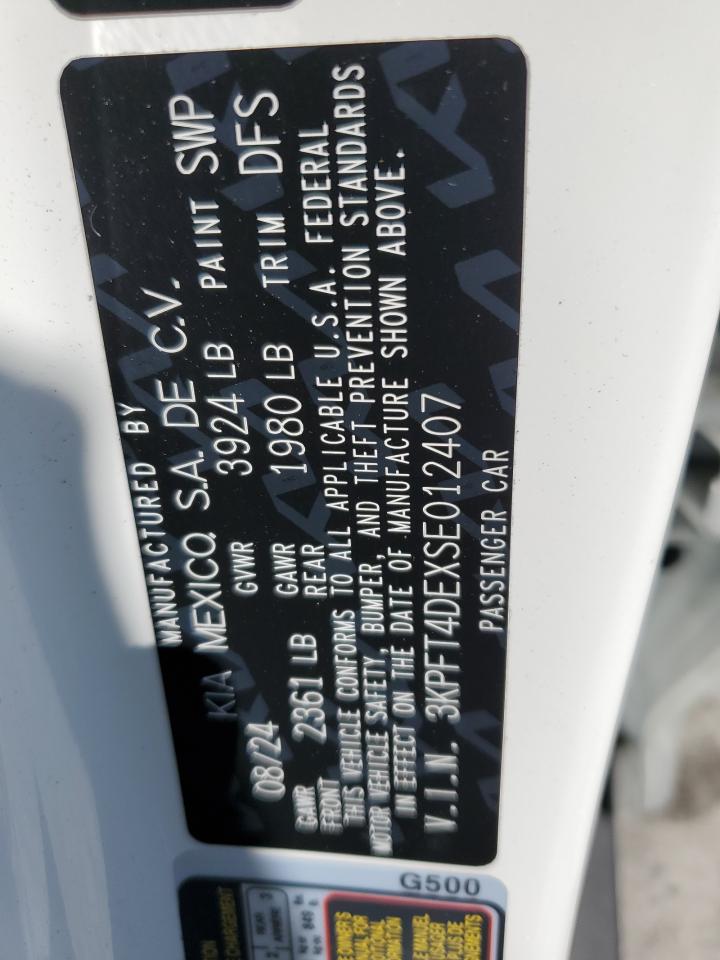 MANUFACTURED BY
KIA MEXICO, S.A. DE C.V.
08/24 GVWR 3924 LB PAINT SWP
GAWR FRONT 2361 LB GAWR REAR 1980 LB TRIM DFS
THIS VEHICLE CONFORMS TO ALL APPLICABLE U.S.A. FEDERAL
MOTOR VEHICLE SAFETY, BUMPER, AND THEFT PREVENTION STANDARDS
IN EFFECT ON THE DATE OF MANUFACTURE SHOWN ABOVE.
V.I.N. 3KPFT4DEXSE012407
PASSENGER CAR
G500